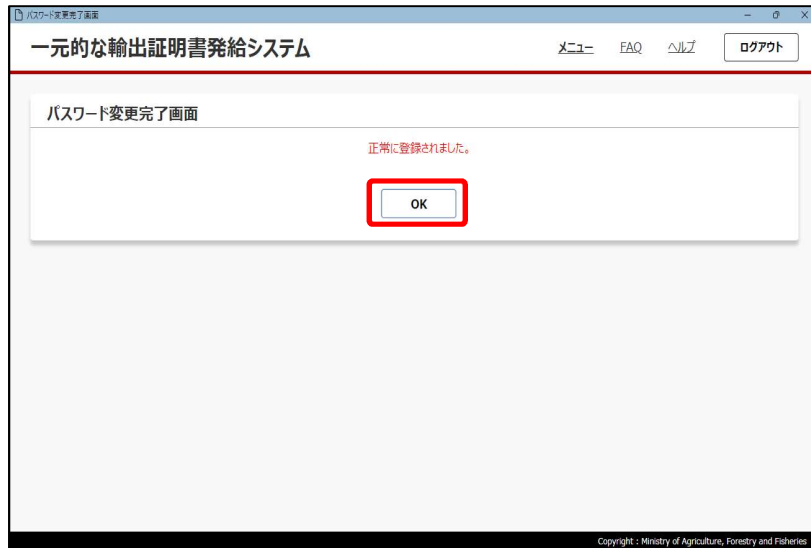 パスワード変更完了画面
一元的な輸出証明書発給システム
メニュー FAQ ヘルプ ログアウト
パスワード変更完了画面
正常に登録されました。
OK
Copyright : Ministry of Agriculture, Forestry and Fisheries